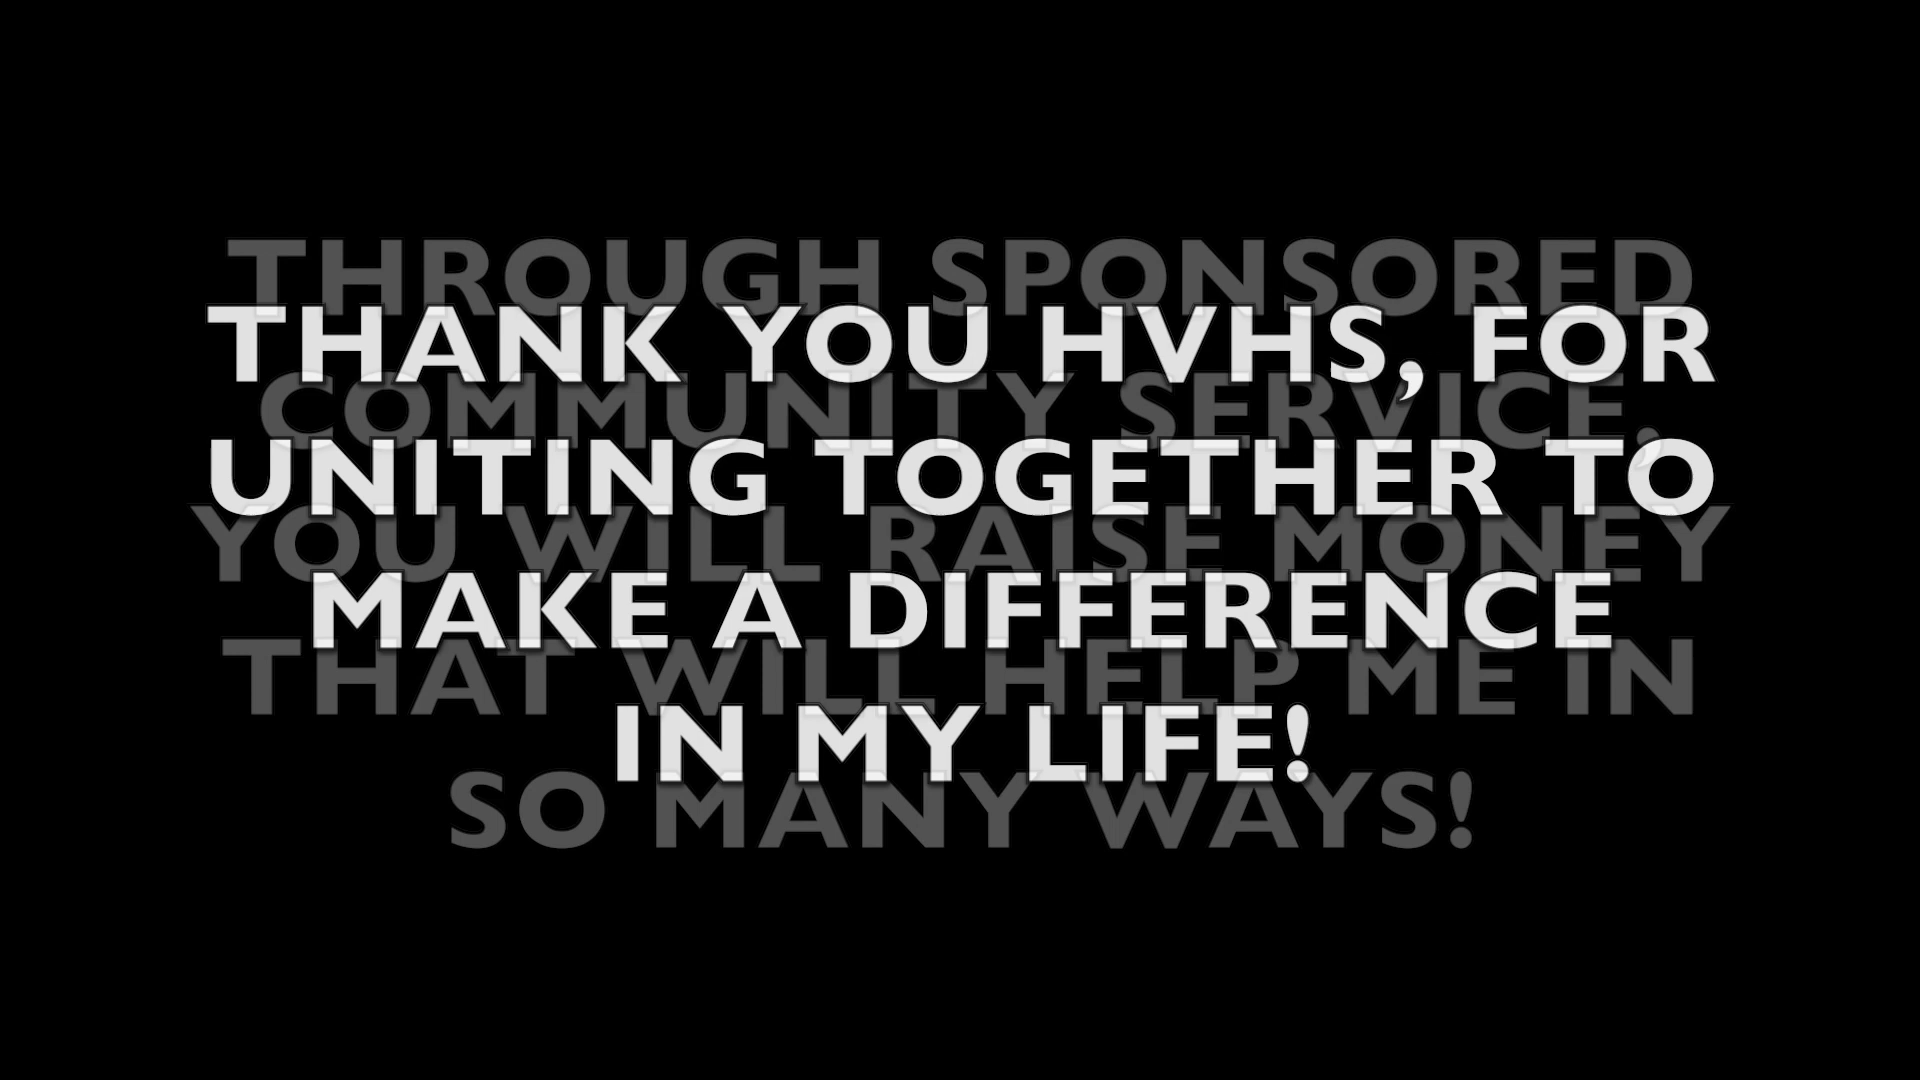 THROUGH SPONSORED
THANK YOU HVHS, FOR
COMMUNITY SERVICE,
UNITING TOGETHER TO
YOU WILL RAISE MONEY
MAKE A DIFFERENCE
THAT WILL HELP ME IN
IN MY LIFE!
SO MANY WAYS!